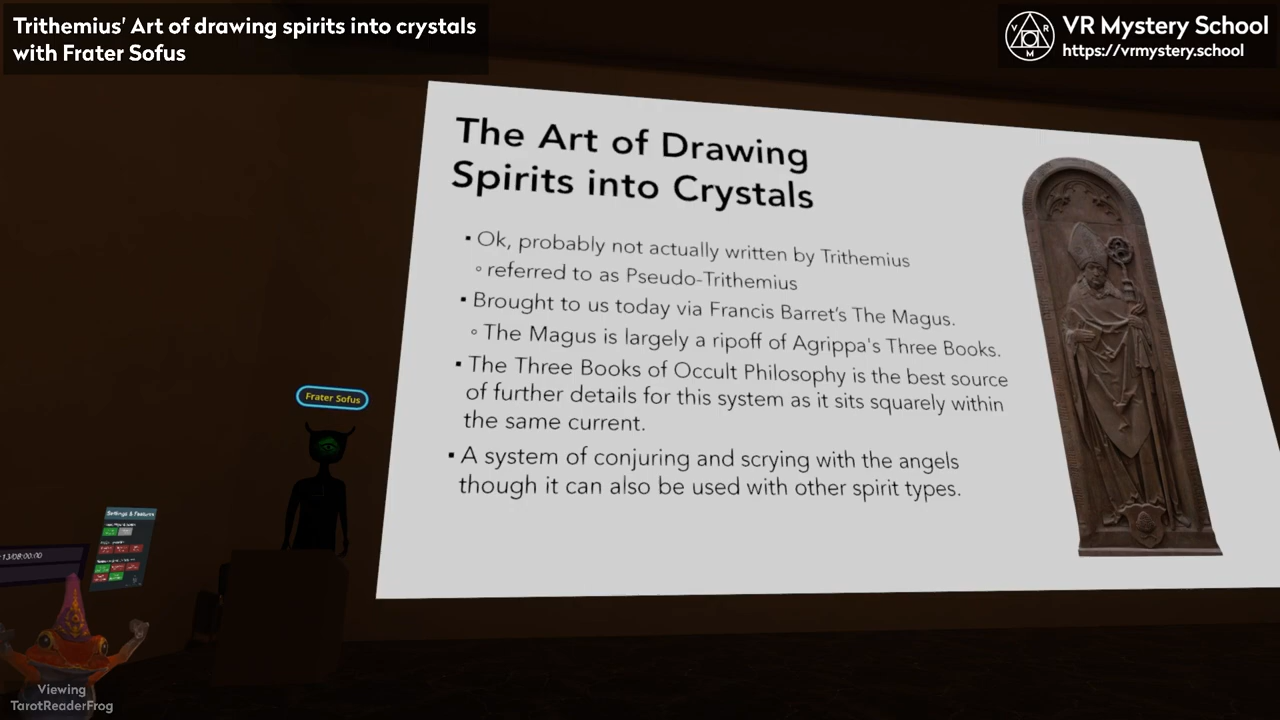 Trithemius' Art of drawing spirits into crystals
with Frater Sofus
VR Mystery School
https://vrmystery.school
V R
M
The Art of Drawing
Spirits into Crystals
▪ Ok, probably not actually written by Trithemius
◦ referred to as Pseudo-Trithemius
▪ Brought to us today via Francis Barret's The Magus.
◦ The Magus is largely a ripoff of Agrippa's Three Books.
▪ The Three Books of Occult Philosophy is the best source
of further details for this system as it sits squarely within
the same current.
▪ A system of conjuring and scrying with the angels
though it can also be used with other spirit types.
Frater Sofus
Settings & Features
13/08:00:00
Viewing
TarotReaderFrog